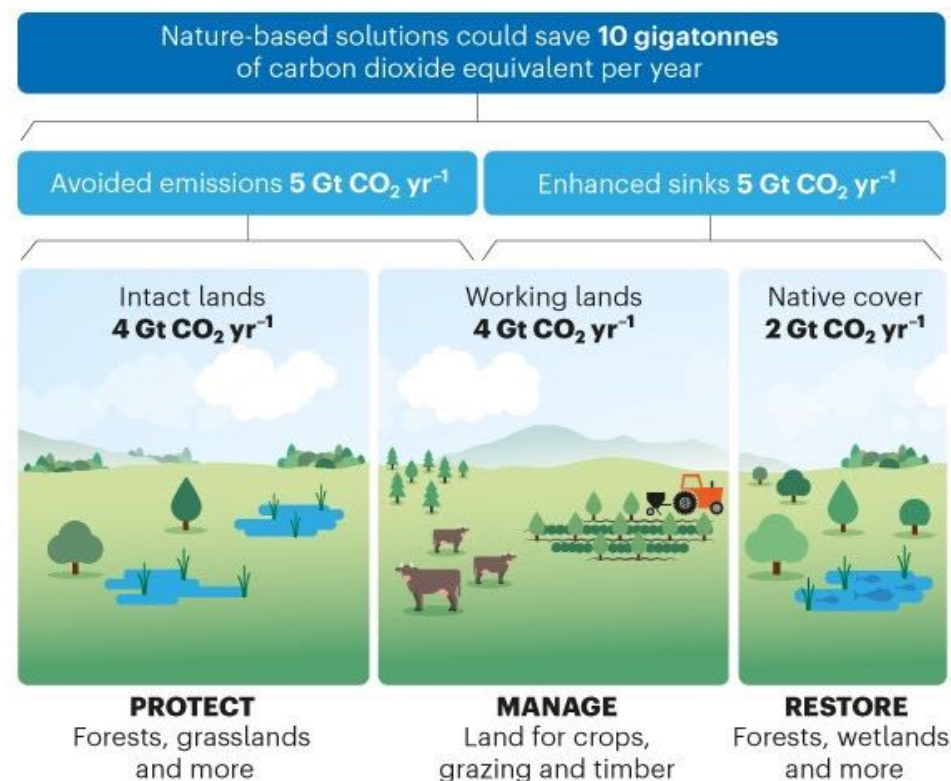 Nature-based solutions could save 10 gigatonnes
of carbon dioxide equivalent per year
Avoided emissions 5 Gt CO₂ yr⁻¹
Enhanced sinks 5 Gt CO₂ yr⁻¹
Intact lands
4 Gt CO₂ yr⁻¹
Working lands
4 Gt CO₂ yr⁻¹
Native cover
2 Gt CO₂ yr⁻¹
PROTECT
Forests, grasslands
and more
MANAGE
Land for crops,
grazing and timber
RESTORE
Forests, wetlands
and more